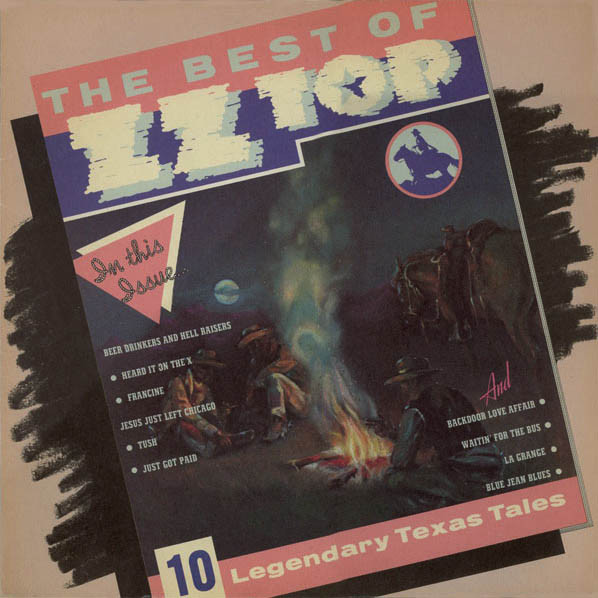 THE BEST OF
ZZ TOP
In this
Issue...
BEER DRINKERS AND HELL RAISERS
• HEARD IT ON THE X
• FRANCINE
JESUS JUST LEFT CHICAGO
• TUSH
• JUST GOT PAID
And
BACKDOOR LOVE AFFAIR •
WAITIN' FOR THE BUS •
LA GRANGE •
BLUE JEAN BLUES •
10 Legendary Texas Tales